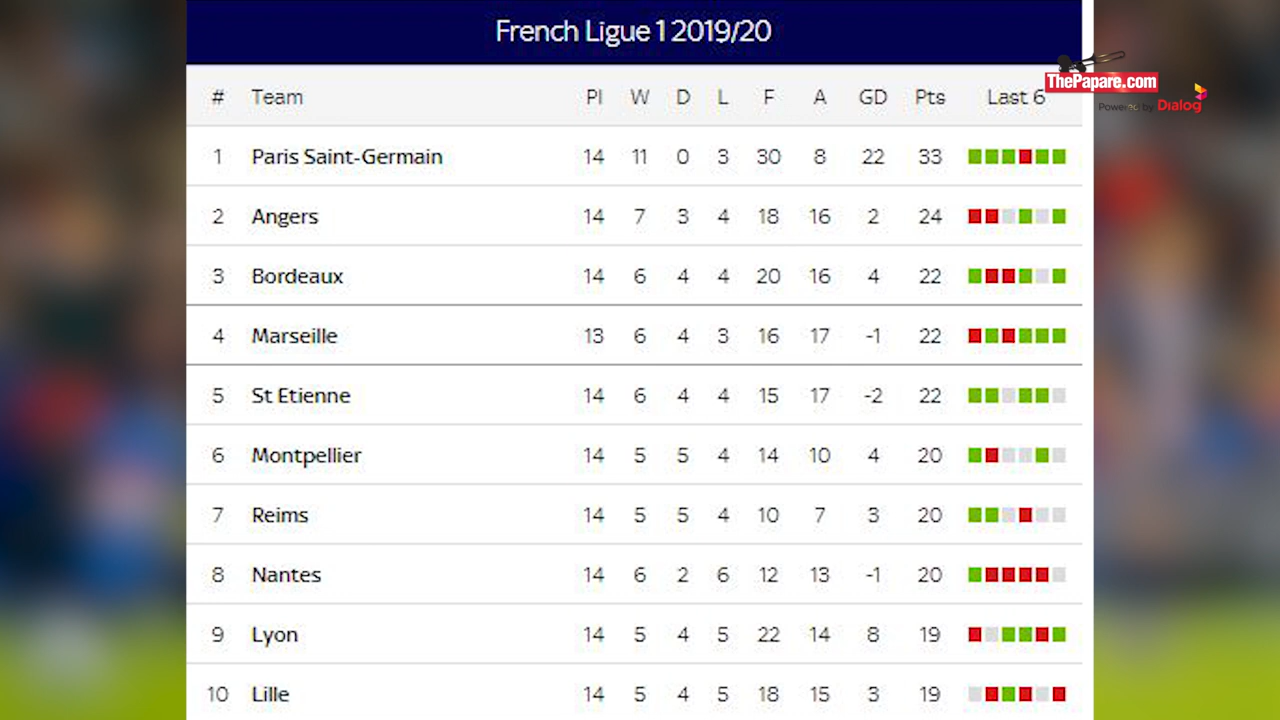 French Ligue 1 2019/20
ThePapare.com
Powered by Dialog
# Team Pl W D L F A GD Pts Last 6
1 Paris Saint-Germain 14 11 0 3 30 8 22 33
2 Angers 14 7 3 4 18 16 2 24
3 Bordeaux 14 6 4 4 20 16 4 22
4 Marseille 13 6 4 3 16 17 -1 22
5 St Etienne 14 6 4 4 15 17 -2 22
6 Montpellier 14 5 5 4 14 10 4 20
7 Reims 14 5 5 4 10 7 3 20
8 Nantes 14 6 2 6 12 13 -1 20
9 Lyon 14 5 4 5 22 14 8 19
10 Lille 14 5 4 5 18 15 3 19